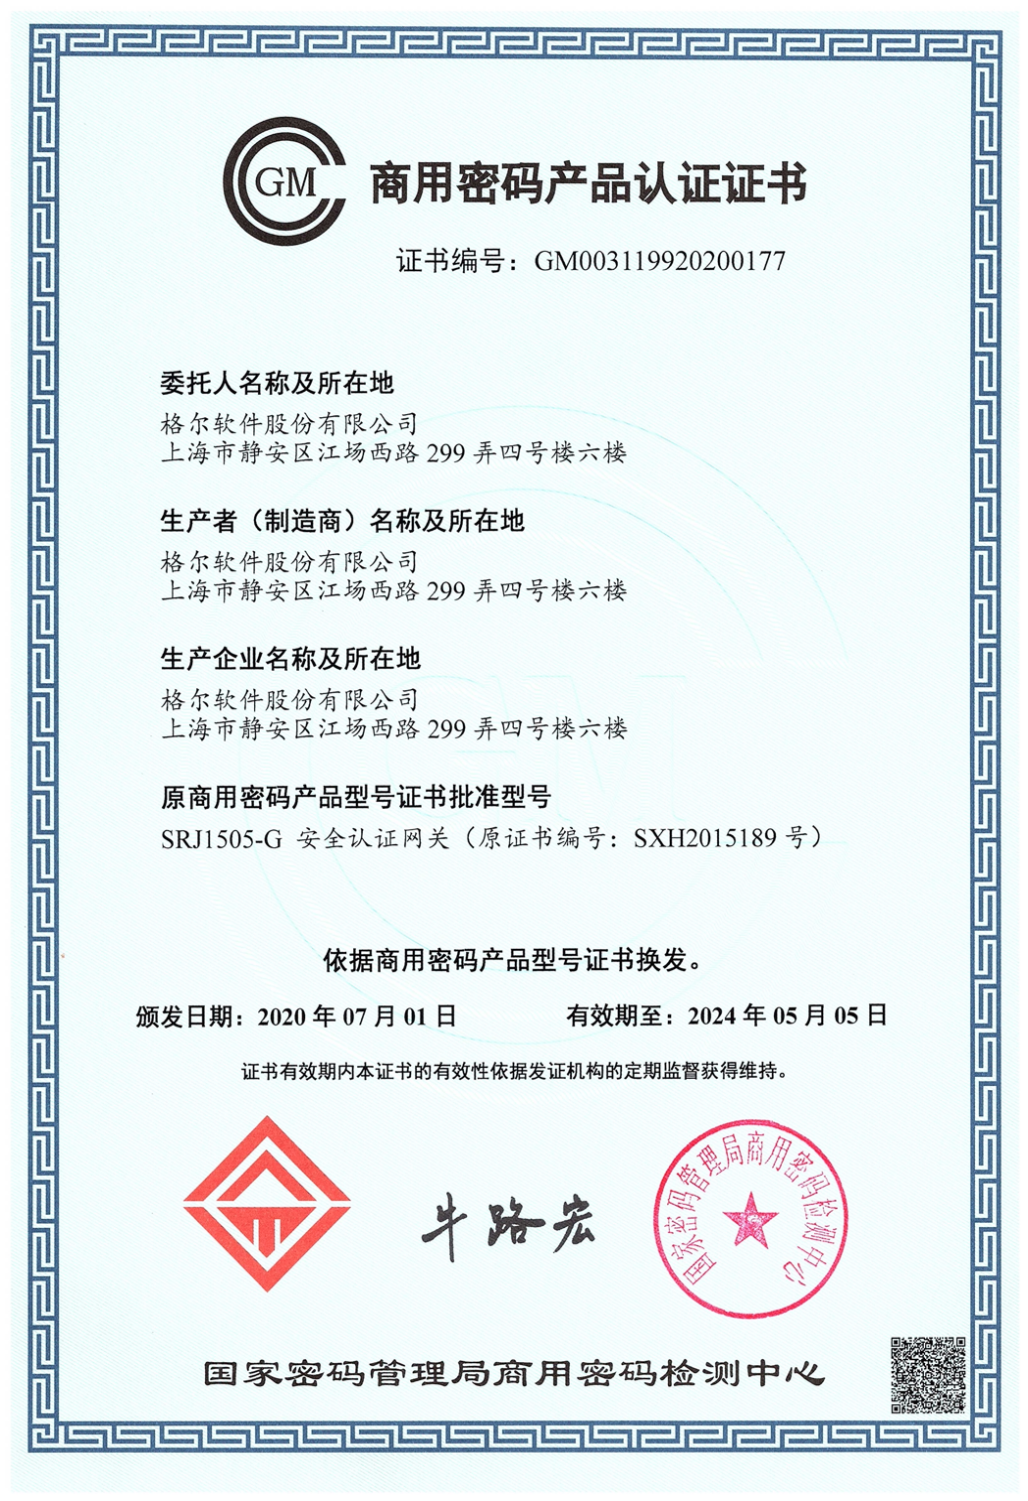 GM
商用密码产品认证证书
证书编号：GM003119920200177
委托人名称及所在地
格尔软件股份有限公司
上海市静安区江场西路 299 弄四号楼六楼
生产者（制造商）名称及所在地
格尔软件股份有限公司
上海市静安区江场西路 299 弄四号楼六楼
生产企业名称及所在地
格尔软件股份有限公司
上海市静安区江场西路 299 弄四号楼六楼
原商用密码产品型号证书批准型号
SRJ1505-G 安全认证网关（原证书编号：SXH2015189 号）
依据商用密码产品型号证书换发。
颁发日期：2020 年 07 月 01 日
有效期至：2024 年 05 月 05 日
证书有效期内本证书的有效性依据发证机构的定期监督获得维持。
牛路宏
国家密码管理局商用密码检测中心
国家密码管理局商用密码检测中心